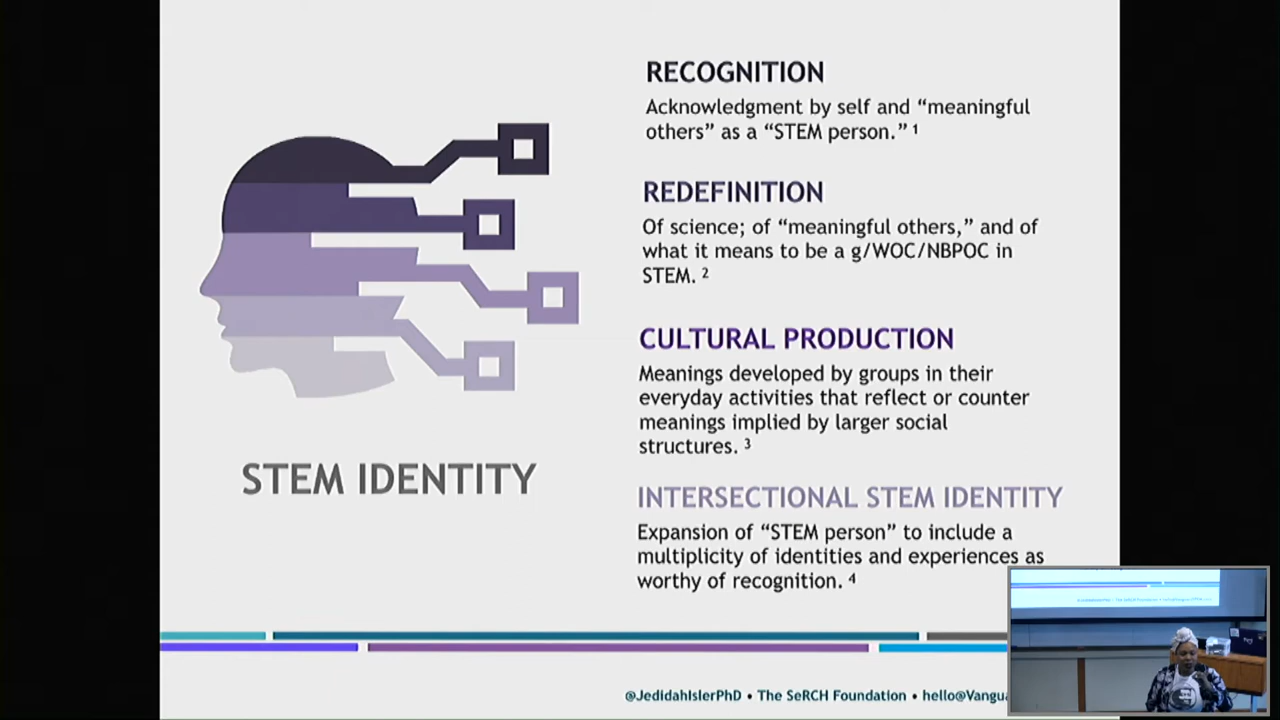 RECOGNITION
Acknowledgment by self and “meaningful
others” as a “STEM person.” 1
REDEFINITION
Of science; of “meaningful others,” and of
what it means to be a g/WOC/NBPOC in
STEM. 2
CULTURAL PRODUCTION
Meanings developed by groups in their
everyday activities that reflect or counter
meanings implied by larger social
structures. 3
STEM IDENTITY
INTERSECTIONAL STEM IDENTITY
Expansion of “STEM person” to include a
multiplicity of identities and experiences as
worthy of recognition. 4
@JedidahIslerPhD • The SeRCH Foundation • hello@Vangua